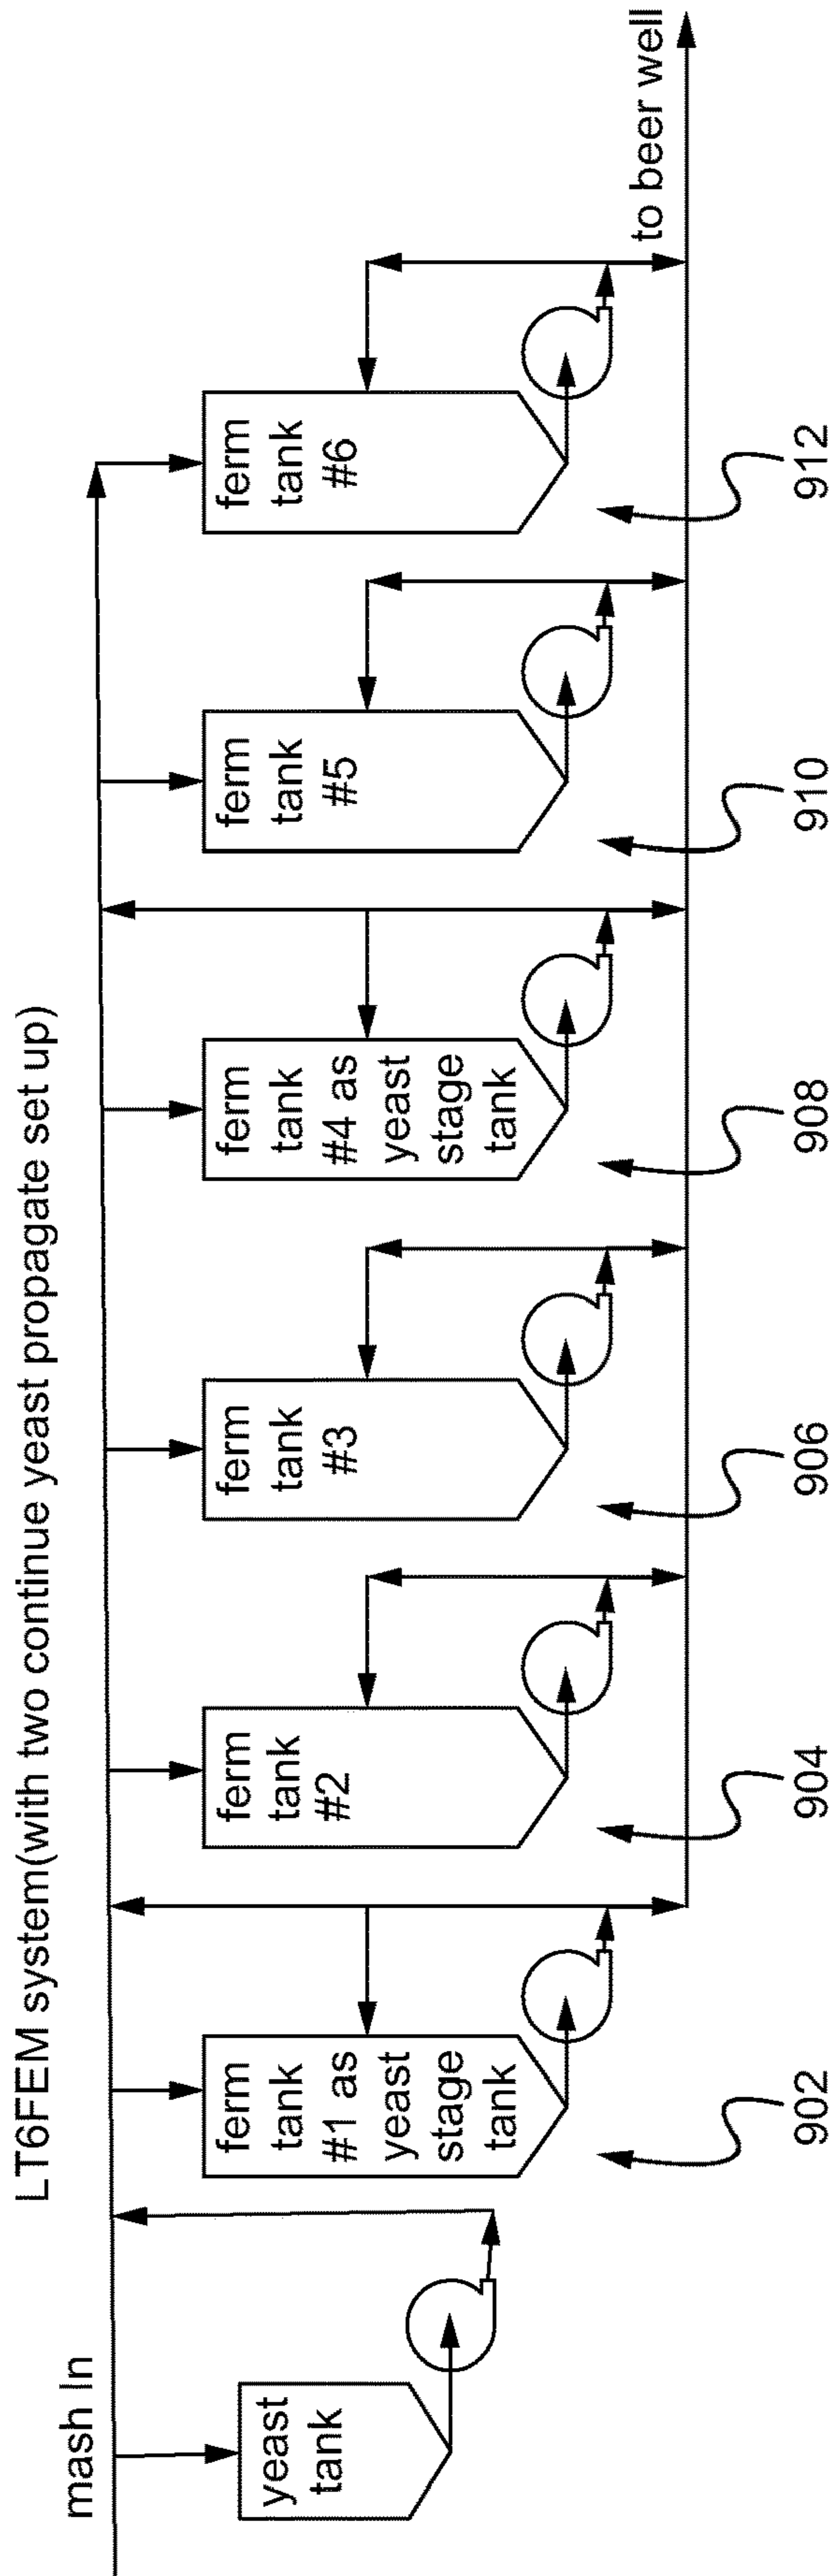 LT6FEM system(with two continue yeast propagate set up)
mash In
yeast
tank
ferm
tank
#1 as
yeast
stage
tank
ferm
tank
#2
ferm
tank
#3
ferm
tank
#4 as
yeast
stage
tank
ferm
tank
#5
ferm
tank
#6
to beer well
902
904
906
908
910
912